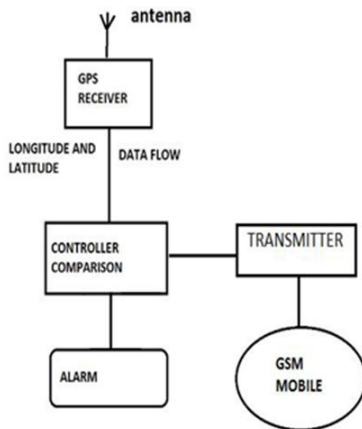 antenna
GPS
RECEIVER
LONGITUDE AND
LATITUDE
DATA FLOW
CONTROLLER
COMPARISON
TRANSMITTER
ALARM
GSM
MOBILE